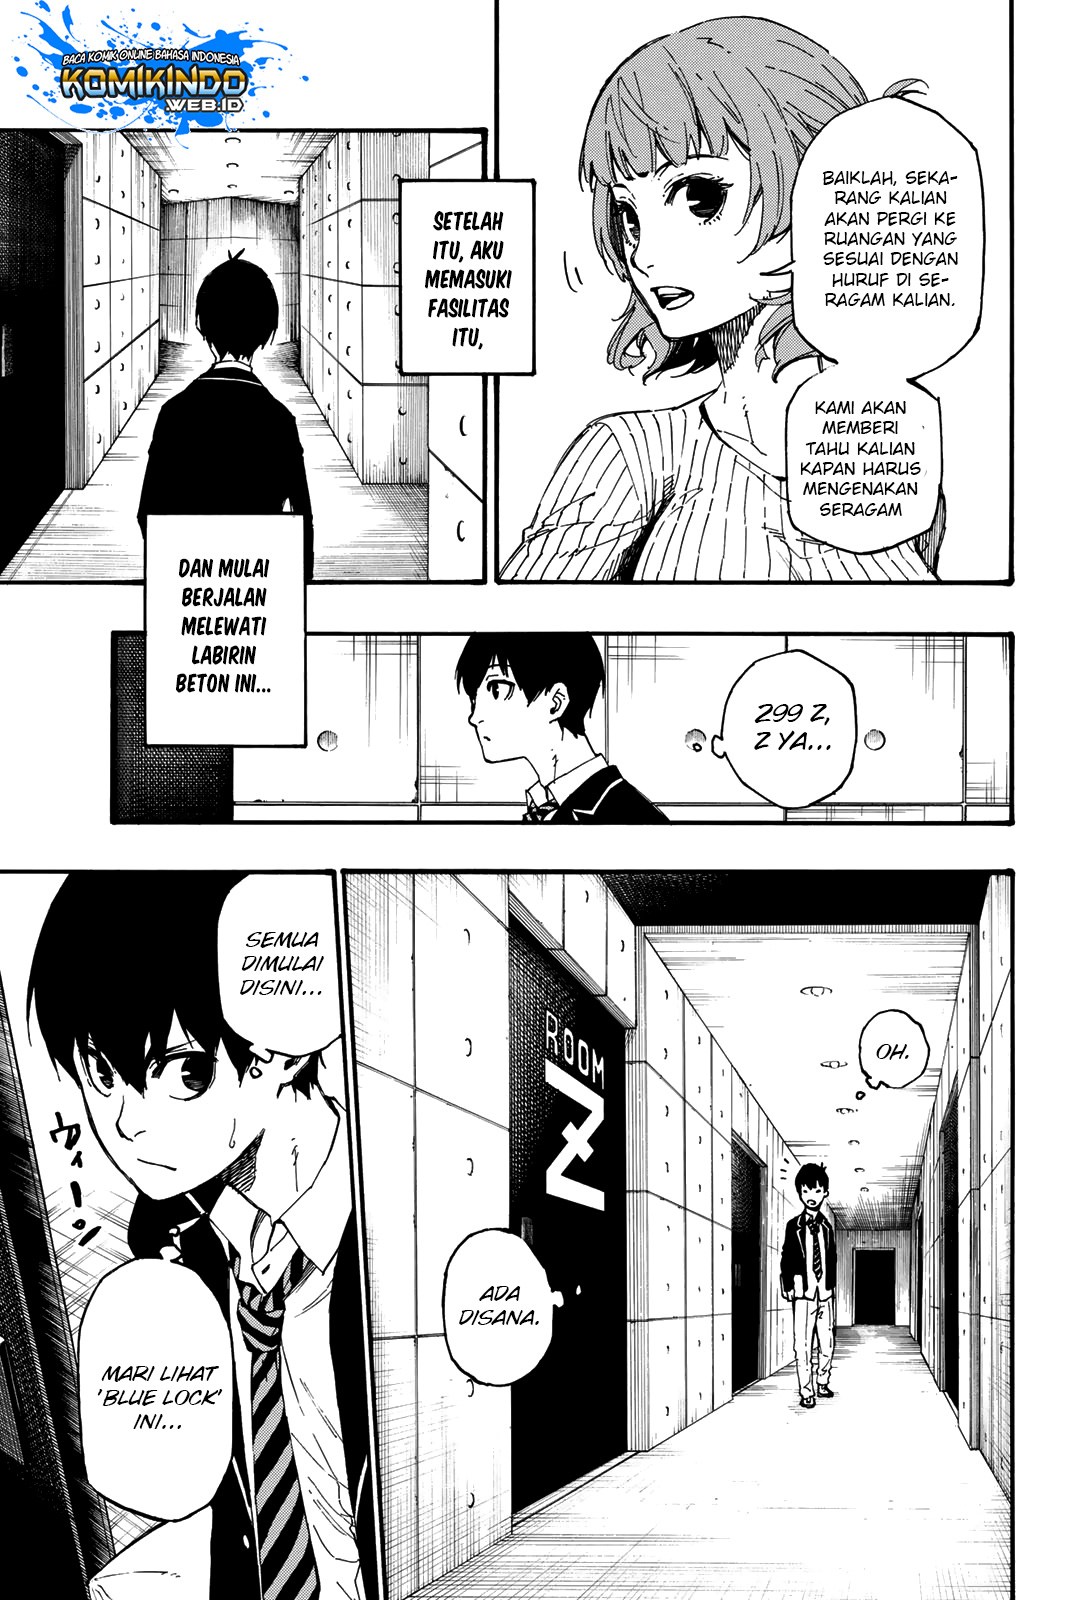 BACA KOMIK ONLINE BAHASA INDONESIA
KOMIKINDO
WEB.ID
BAIKLAH, SEKA-
RANG KALIAN
AKAN PERGI KE
RUANGAN YANG
SESUAI DENGAN
HURUF DI SE-
RAGAM KALIAN.
KAMI AKAN
MEMBERI
TAHU KALIAN
KAPAN HARUS
MENGENAKAN
SERAGAM
SETELAH
ITU, AKU
MEMASUKI
FASILITAS
ITU,
DAN MULAI
BERJALAN
MELEWATI
LABIRIN
BETON INI...
299 Z,
Z YA...
OH.
ROOM
Z
ADA
DISANA.
SEMUA
DIMULAI
DISINI...
ウィーン
MARI LIHAT
'BLUE LOCK'
INI...